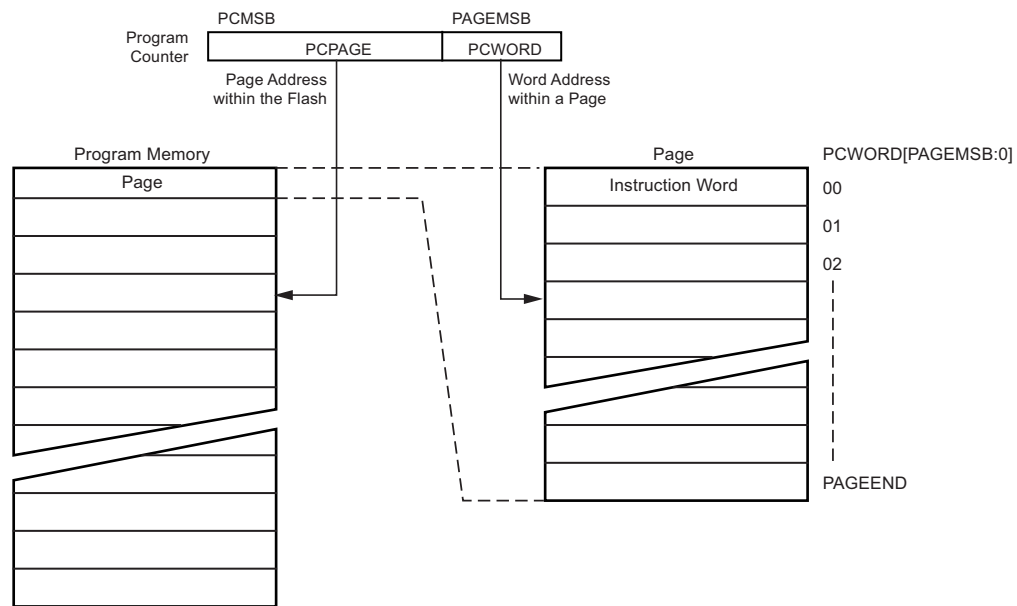 PCMSB
PAGEMSB
Program
Counter
PCPAGE
PCWORD
Page Address
within the Flash
Word Address
within a Page
Program Memory
Page
PCWORD[PAGEMSB:0]
Page
Instruction Word
00
01
02
PAGEEND